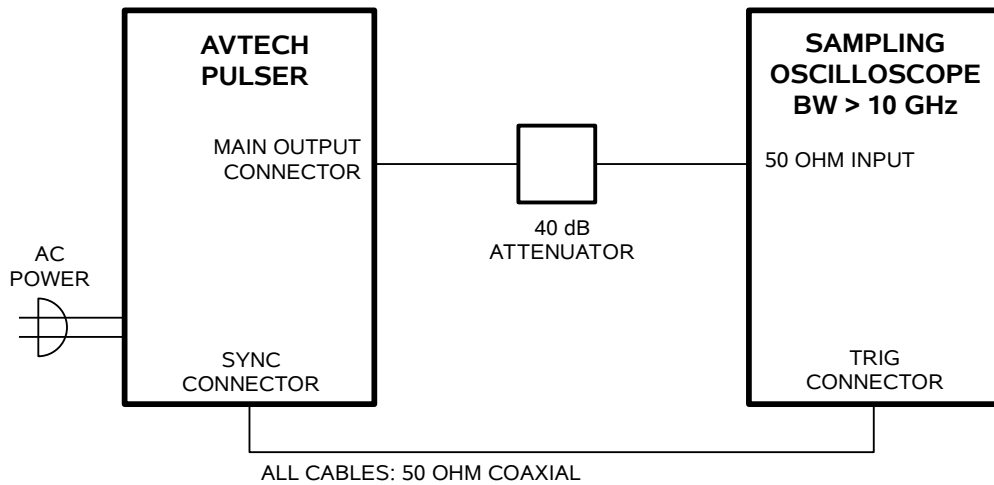 AVTECH
PULSER
MAIN OUTPUT
CONNECTOR
AC
POWER
SYNC
CONNECTOR
40 dB
ATTENUATOR
SAMPLING
OSCILLOSCOPE
BW > 10 GHz
50 OHM INPUT
TRIG
CONNECTOR
ALL CABLES: 50 OHM COAXIAL